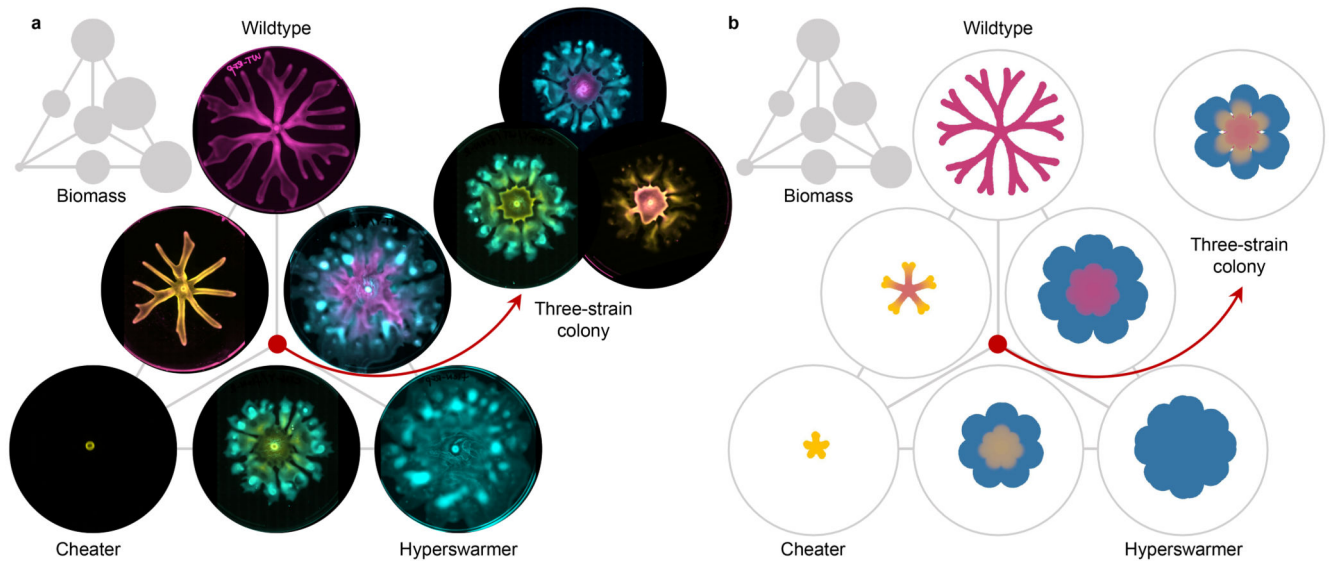 a
Wildtype
Biomass
Three-strain
colony
Cheater
Hyperswarmer
b
Wildtype
Biomass
Three-strain
colony
Cheater
Hyperswarmer